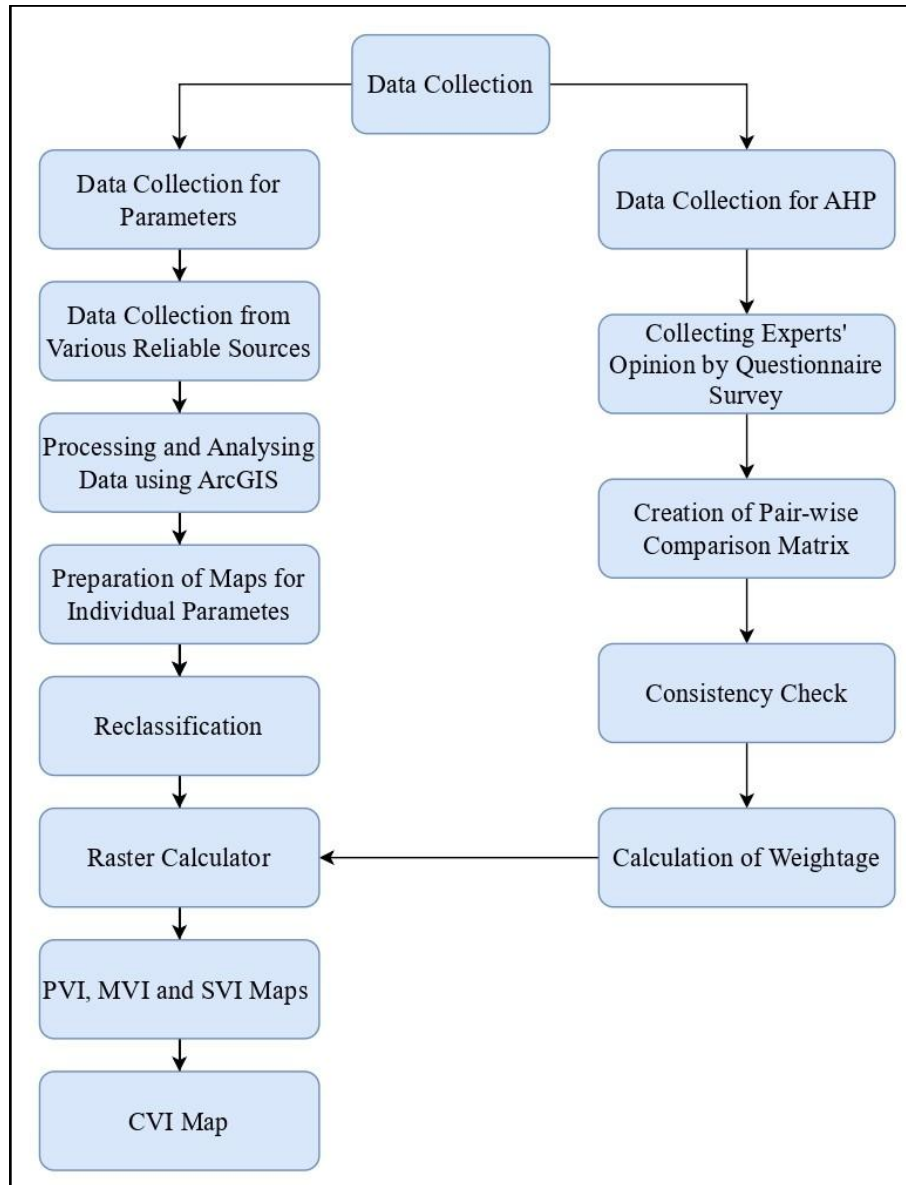 Data Collection
Data Collection for
Parameters
Data Collection from
Various Reliable Sources
Processing and Analysing
Data using ArcGIS
Preparation of Maps for
Individual Parametes
Reclassification
Raster Calculator
PVI, MVI and SVI Maps
CVI Map
Data Collection for AHP
Collecting Experts'
Opinion by Questionnaire
Survey
Creation of Pair-wise
Comparison Matrix
Consistency Check
Calculation of Weightage